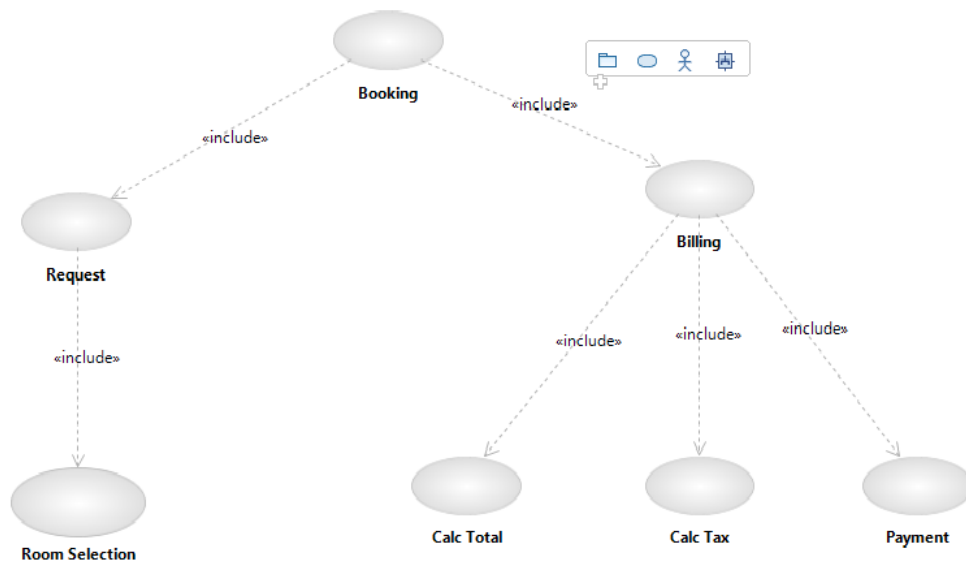 Booking
«include»
«include»
Billing
Request
«include»
«include»
«include»
«include»
Calc Total
Calc Tax
Payment
Room Selection